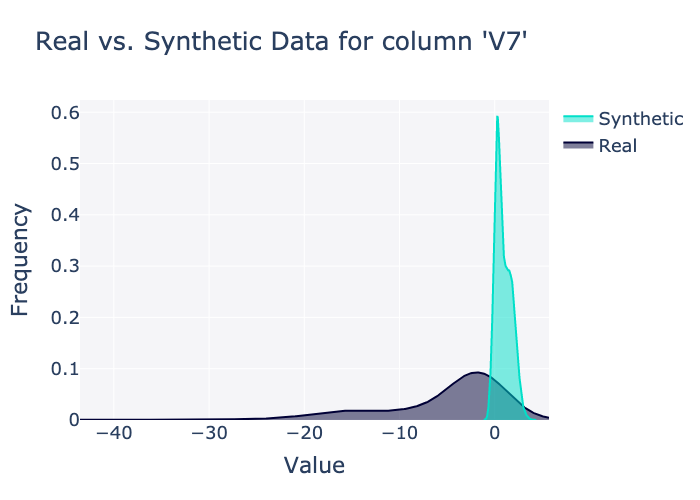 Real vs. Synthetic Data for column 'V7'
Synthetic
Real
0.6
0.5
0.4
0.3
0.2
0.1
0
Frequency
−40
−30
−20
−10
0
Value